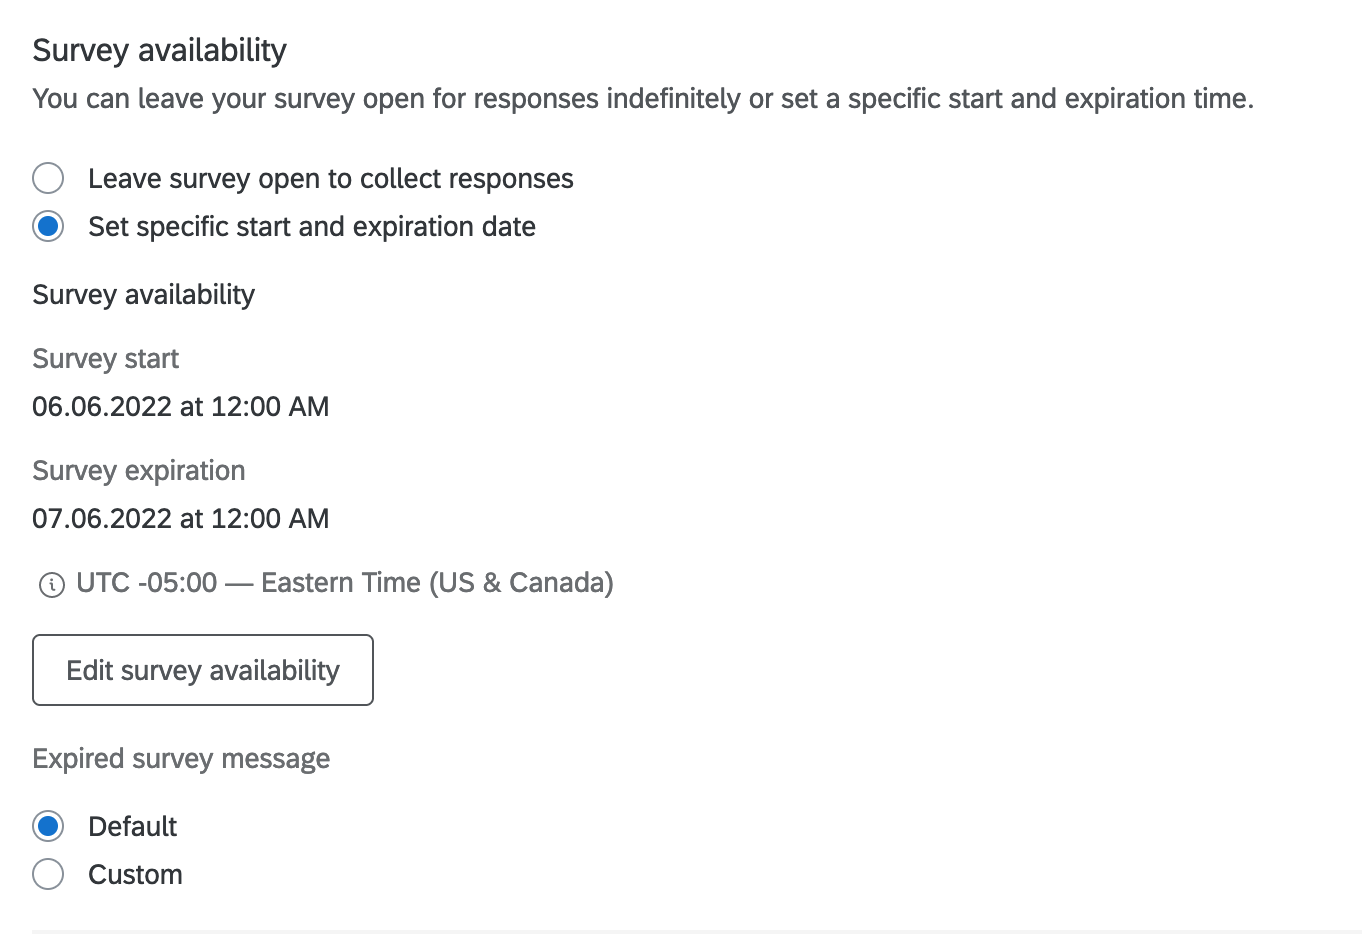 Survey availability
You can leave your survey open for responses indefinitely or set a specific start and expiration time.
Leave survey open to collect responses
Set specific start and expiration date
Survey availability
Survey start
06.06.2022 at 12:00 AM
Survey expiration
07.06.2022 at 12:00 AM
UTC -05:00 — Eastern Time (US & Canada)
Edit survey availability
Expired survey message
Default
Custom